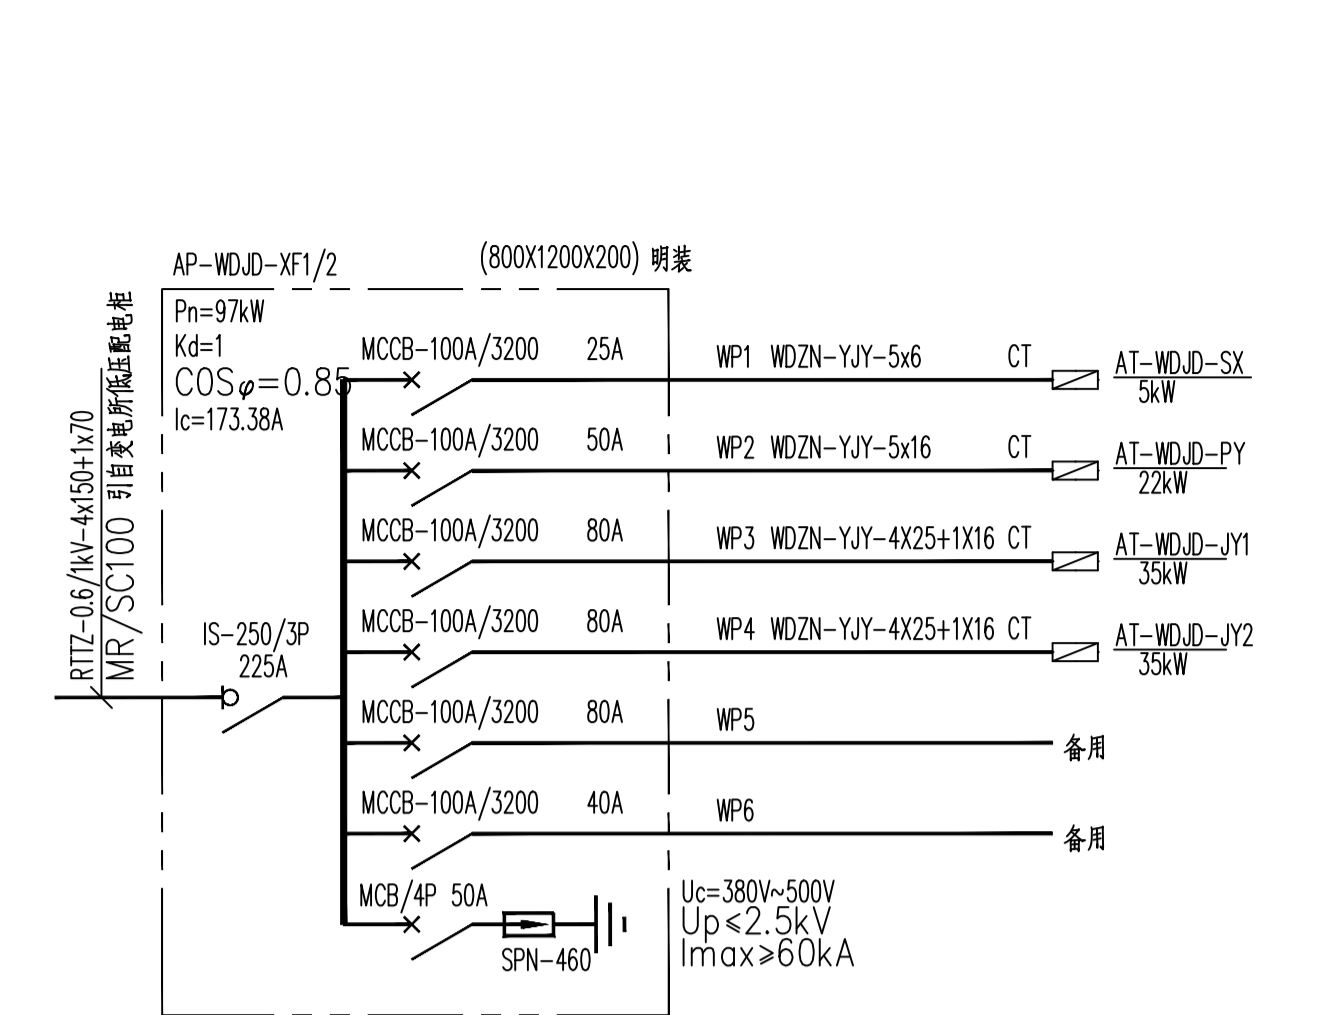 AP-WDJD-XF1/2
(800X1200X200) 明装
Pn=97kW
Kd=1
COSφ=0.85
Ic=173.38A
RTTZ-0.6/1kV-4x150+1x70
MR/SC100 引自变电所低压配电柜
IS-250/3P
225A
MCCB-100A/3200 25A
WP1 WDZN-YJY-5x6 CT
AT-WDJD-SX
5kW
MCCB-100A/3200 50A
WP2 WDZN-YJY-5x16 CT
AT-WDJD-PY
22kW
MCCB-100A/3200 80A
WP3 WDZN-YJY-4X25+1X16 CT
AT-WDJD-JY1
35kW
MCCB-100A/3200 80A
WP4 WDZN-YJY-4X25+1X16 CT
AT-WDJD-JY2
35kW
MCCB-100A/3200 80A
WP5
备用
MCCB-100A/3200 40A
WP6
备用
MCB/4P 50A
SPN-460
Uc=380V~500V
Up≤2.5kV
Imax≥60kA